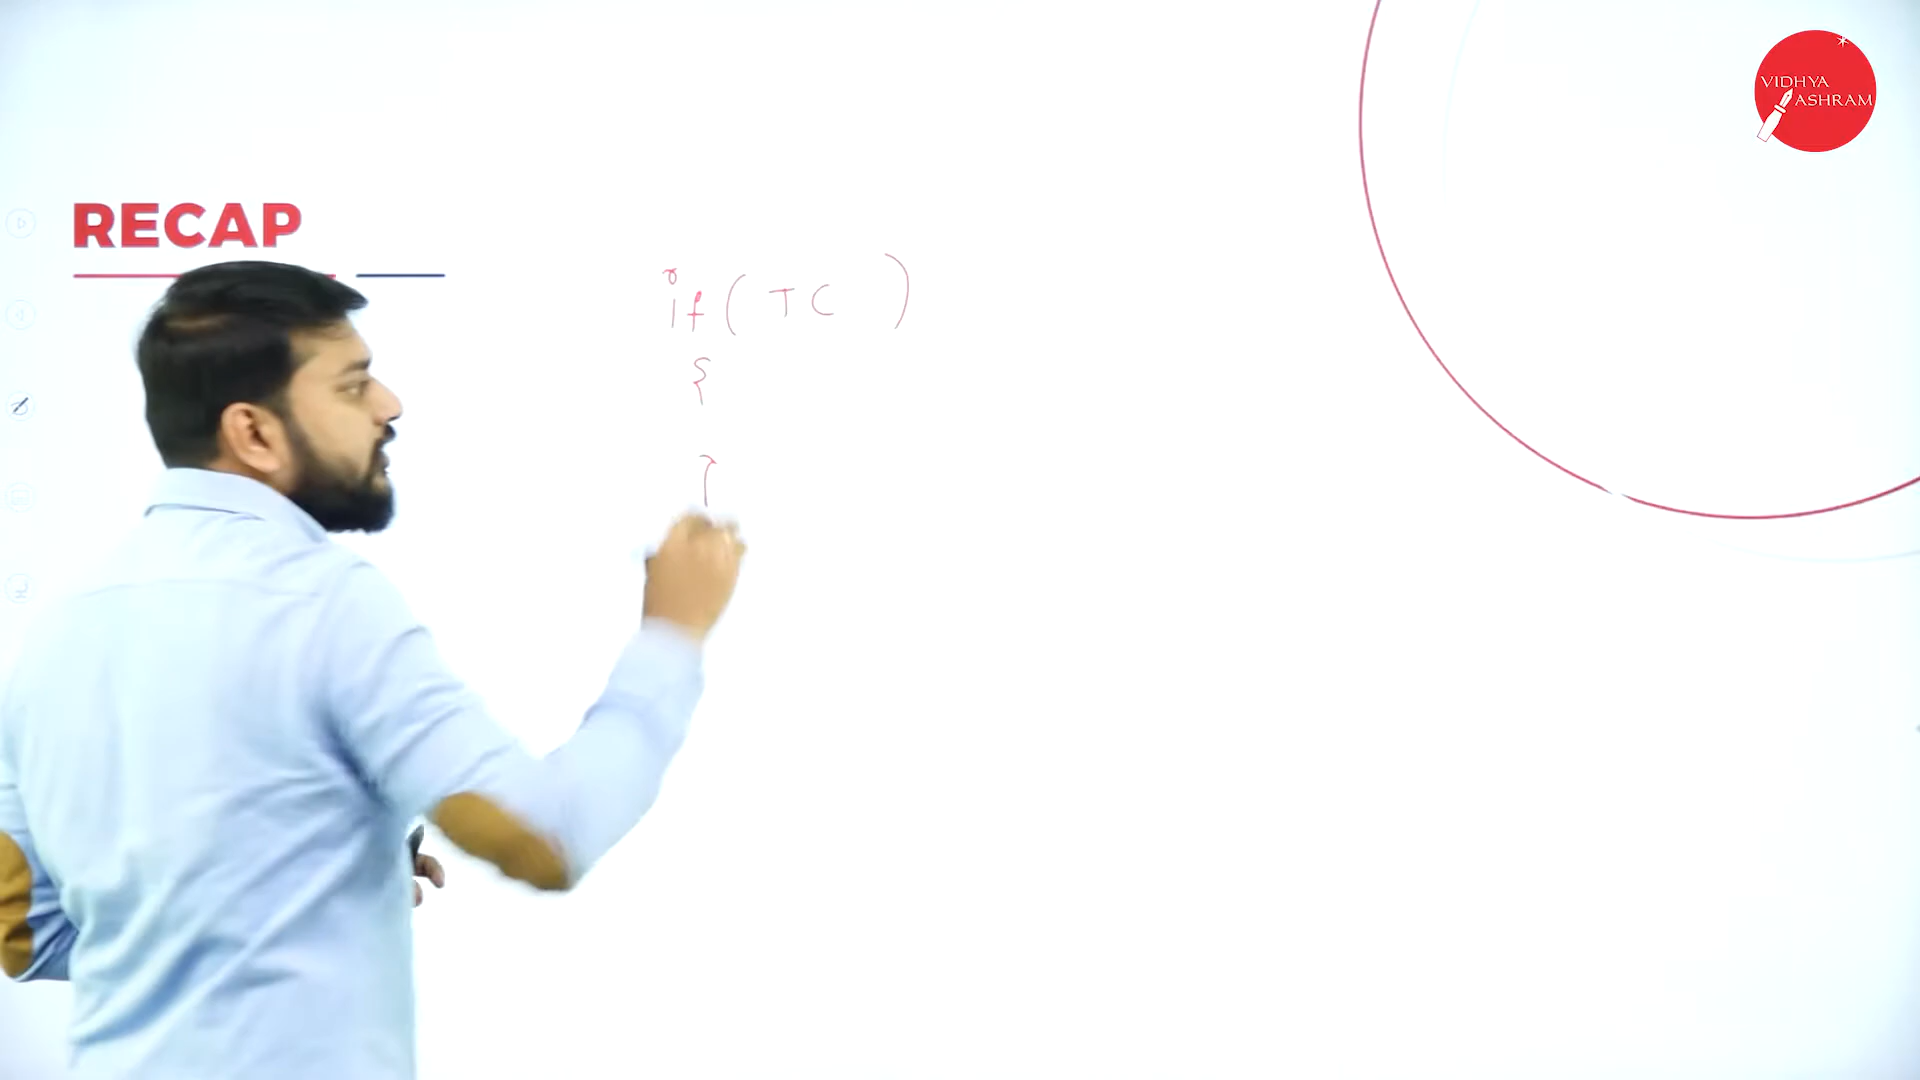 VIDHYA
ASHRAM
RECAP
if ( TC )
{
}